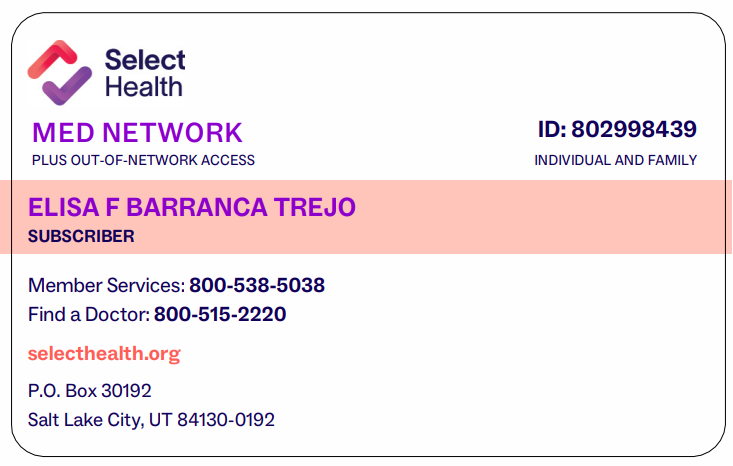 Select
Health
MED NETWORK
PLUS OUT-OF-NETWORK ACCESS
ID: 802998439
INDIVIDUAL AND FAMILY
ELISA F BARRANCA TREJO
SUBSCRIBER
Member Services: 800-538-5038
Find a Doctor: 800-515-2220
selecthealth.org
P.O. Box 30192
Salt Lake City, UT 84130-0192